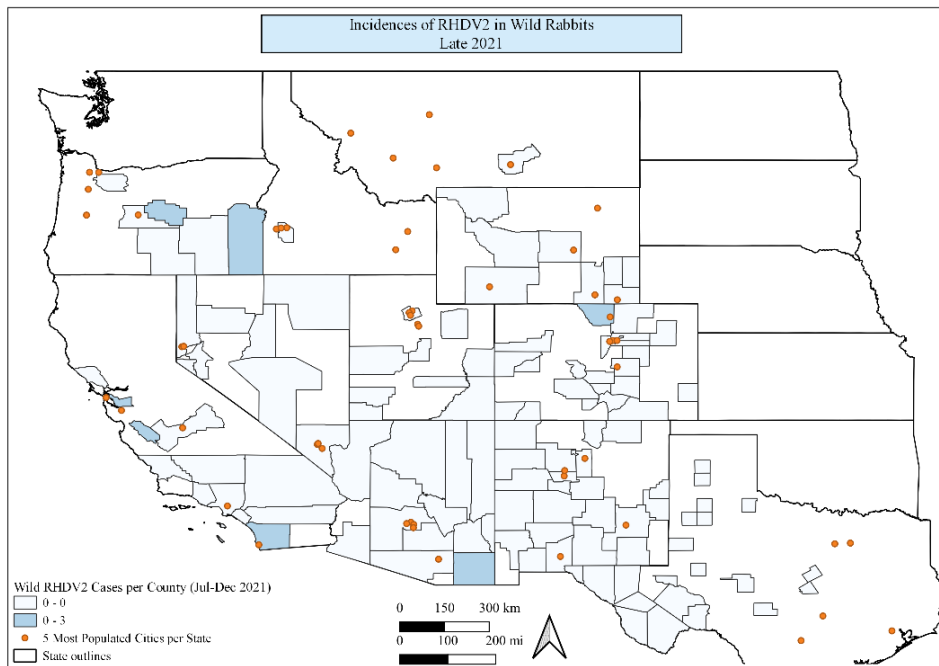 Incidences of RHDV2 in Wild Rabbits
Late 2021
Wild RHDV2 Cases per County (Jul-Dec 2021)
0 - 0
0 - 3
5 Most Populated Cities per State
State outlines
0 150 300 km
0 100 200 mi